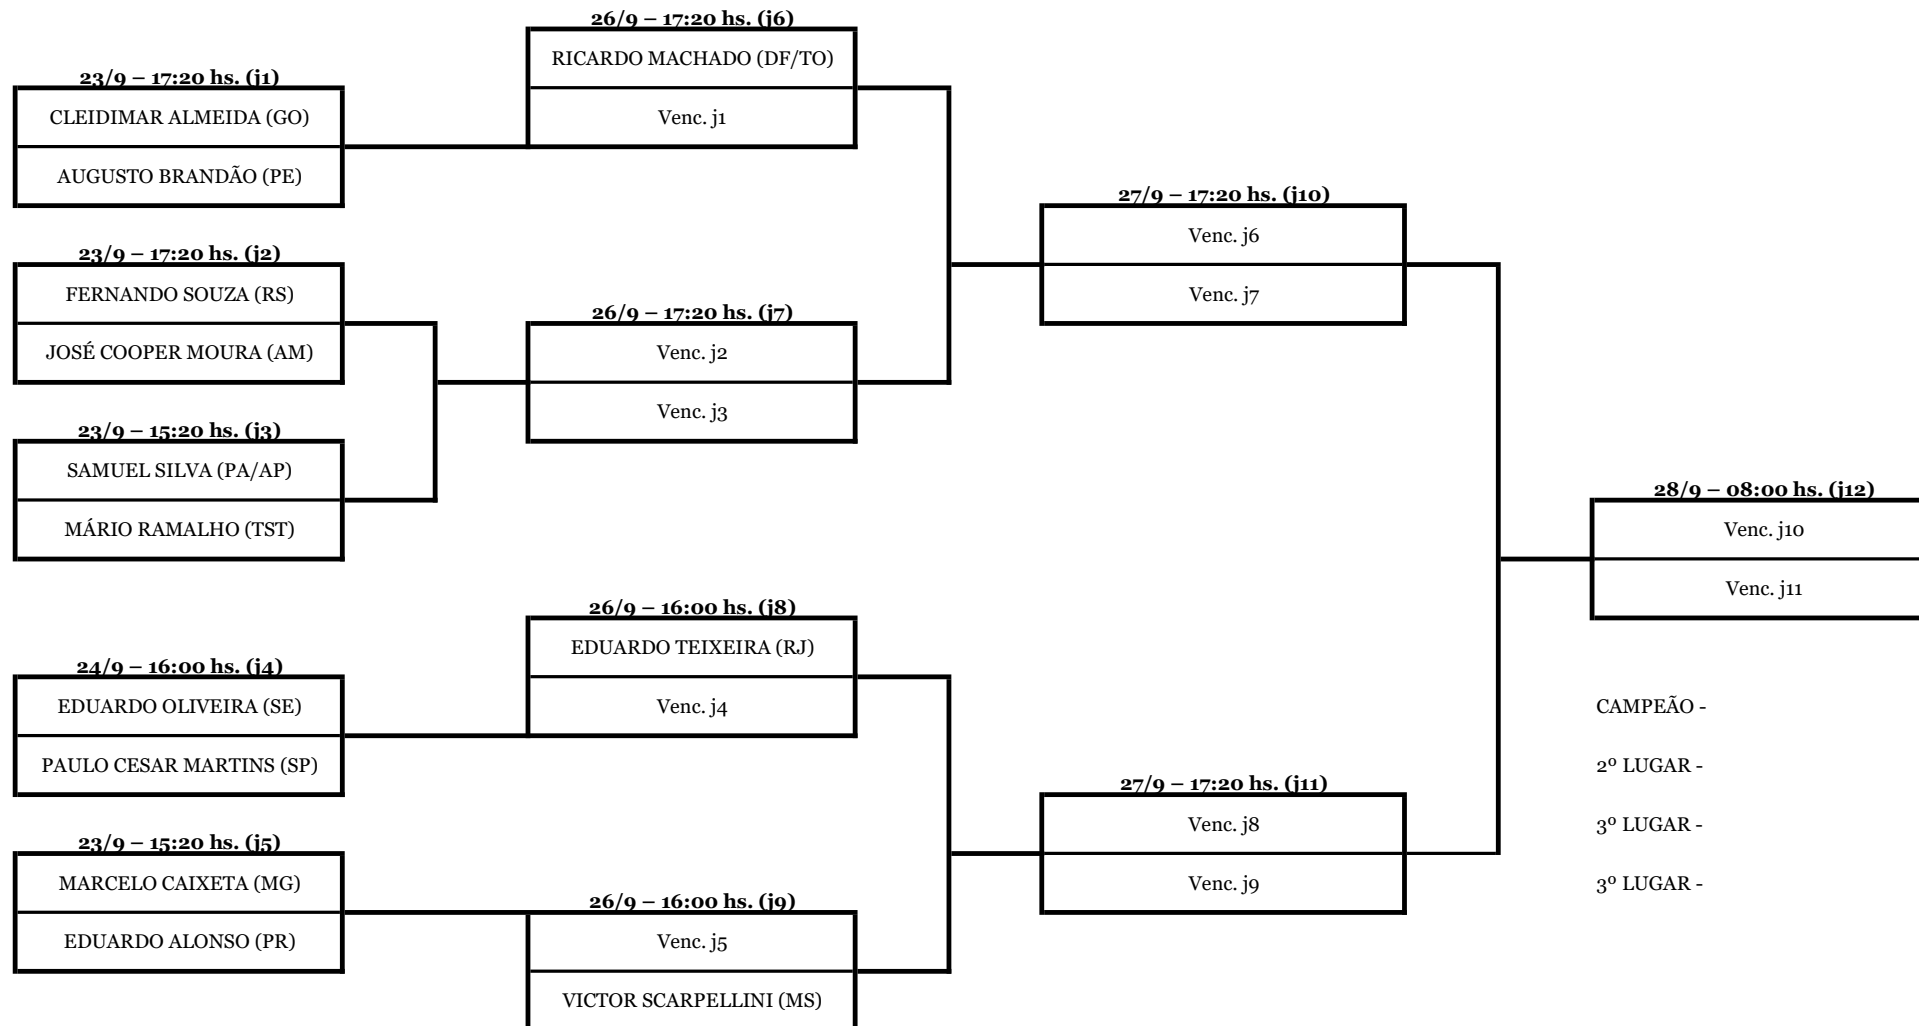 23/9 – 17:20 hs. (j1)
CLEIDIMAR ALMEIDA (GO)
AUGUSTO BRANDÃO (PE)
23/9 – 17:20 hs. (j2)
FERNANDO SOUZA (RS)
JOSÉ COOPER MOURA (AM)
23/9 – 15:20 hs. (j3)
SAMUEL SILVA (PA/AP)
MÁRIO RAMALHO (TST)
24/9 – 16:00 hs. (j4)
EDUARDO OLIVEIRA (SE)
PAULO CESAR MARTINS (SP)
23/9 – 15:20 hs. (j5)
MARCELO CAIXETA (MG)
EDUARDO ALONSO (PR)
26/9 – 17:20 hs. (j6)
RICARDO MACHADO (DF/TO)
Venc. j1
26/9 – 17:20 hs. (j7)
Venc. j2
Venc. j3
26/9 – 16:00 hs. (j8)
EDUARDO TEIXEIRA (RJ)
Venc. j4
26/9 – 16:00 hs. (j9)
Venc. j5
VICTOR SCARPELLINI (MS)
27/9 – 17:20 hs. (j10)
Venc. j6
Venc. j7
27/9 – 17:20 hs. (j11)
Venc. j8
Venc. j9
28/9 – 08:00 hs. (j12)
Venc. j10
Venc. j11
CAMPEÃO -
2º LUGAR -
3º LUGAR -
3º LUGAR -